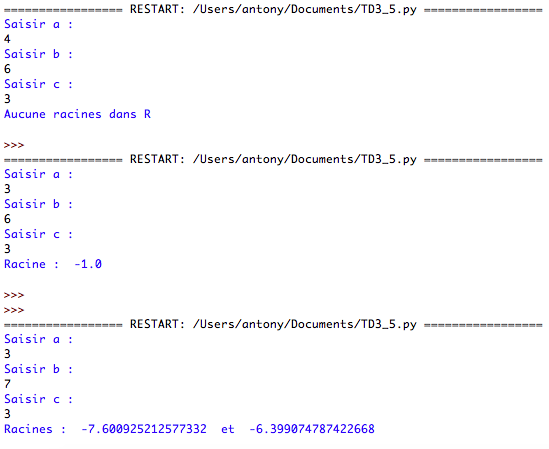 ================= RESTART: /Users/antony/Documents/TD3_5.py =================
Saisir a :
4
Saisir b :
6
Saisir c :
3
Aucune racines dans R
>>>
================= RESTART: /Users/antony/Documents/TD3_5.py =================
Saisir a :
3
Saisir b :
6
Saisir c :
3
Racine :  -1.0
>>>
>>>
================= RESTART: /Users/antony/Documents/TD3_5.py =================
Saisir a :
3
Saisir b :
7
Saisir c :
3
Racines :  -7.600925212577332  et  -6.399074787422668